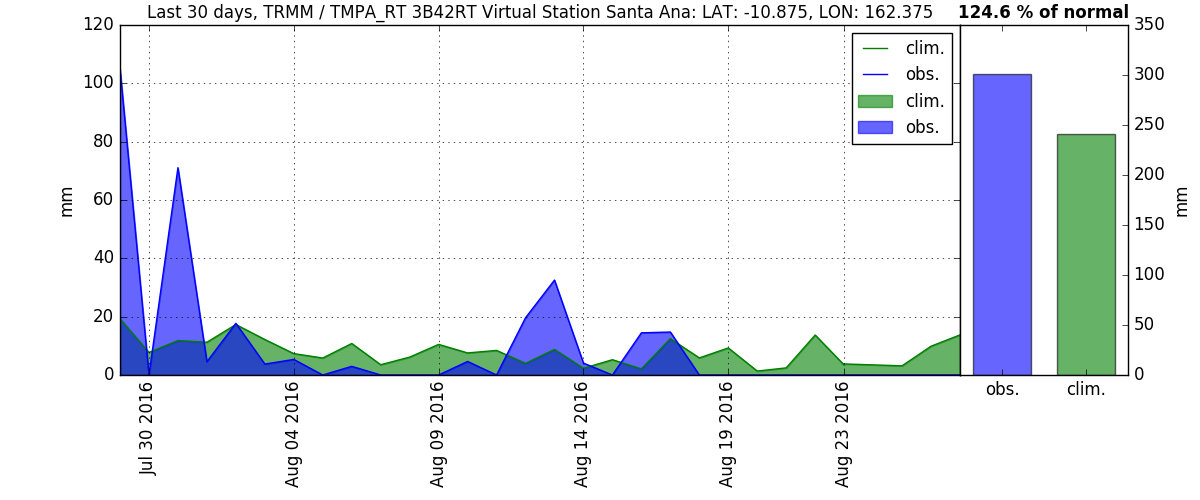 Last 30 days, TRMM / TMPA_RT 3B42RT Virtual Station Santa Ana: LAT: -10.875, LON: 162.375
124.6 % of normal
120
100
80
60
40
20
0
mm
clim.
obs.
clim.
obs.
Jul 30 2016
Aug 04 2016
Aug 09 2016
Aug 14 2016
Aug 19 2016
Aug 23 2016
350
300
250
200
150
100
50
0
mm
obs.
clim.